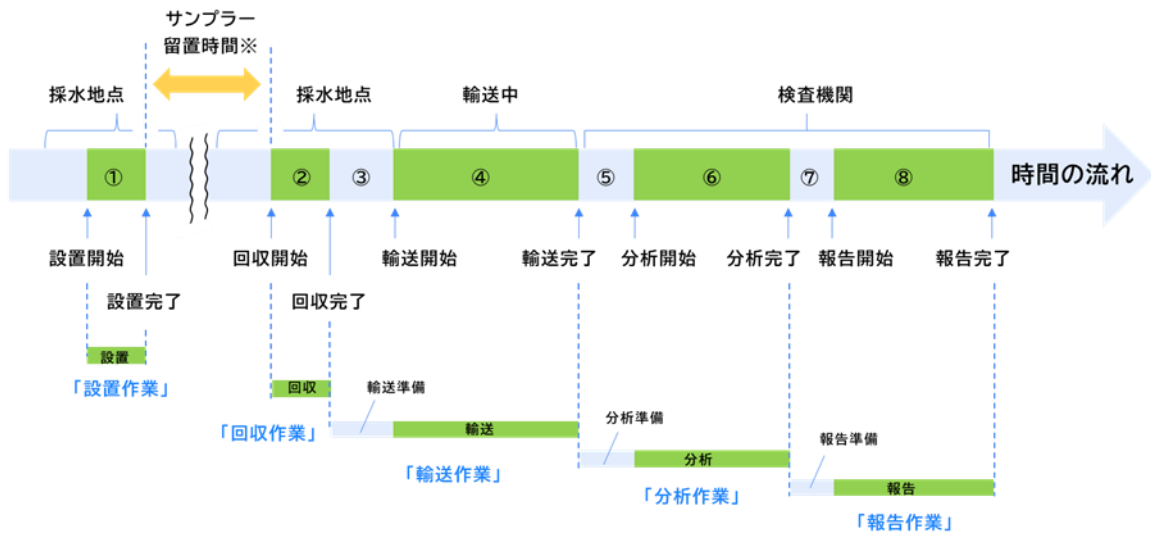 サンプラー
留置時間※
採水地点
採水地点
輸送中
検査機関
①
②
③
④
⑤
⑥
⑦
⑧
時間の流れ
設置開始
回収開始
輸送開始
輸送完了
分析開始
分析完了
報告開始
報告完了
設置完了
回収完了
設置
「設置作業」
回収
輸送準備
「回収作業」
輸送
分析準備
「輸送作業」
分析
報告準備
「分析作業」
報告
「報告作業」